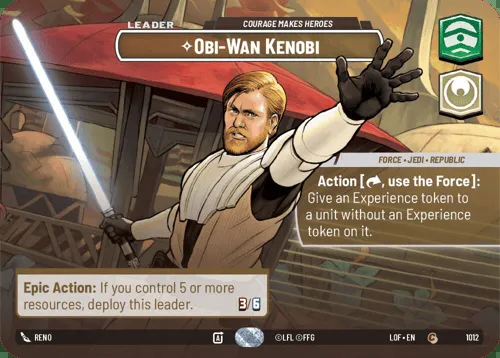 LEADER
COURAGE MAKES HEROES
OBI-WAN KENOBI
FORCE • JEDI • REPUBLIC
Action [, use the Force]:
Give an Experience token to
a unit without an Experience
token on it.
Epic Action: If you control 5 or more
resources, deploy this leader.
3/6
RENO
A
©LFL ©FFG
LOF • EN
C
1012